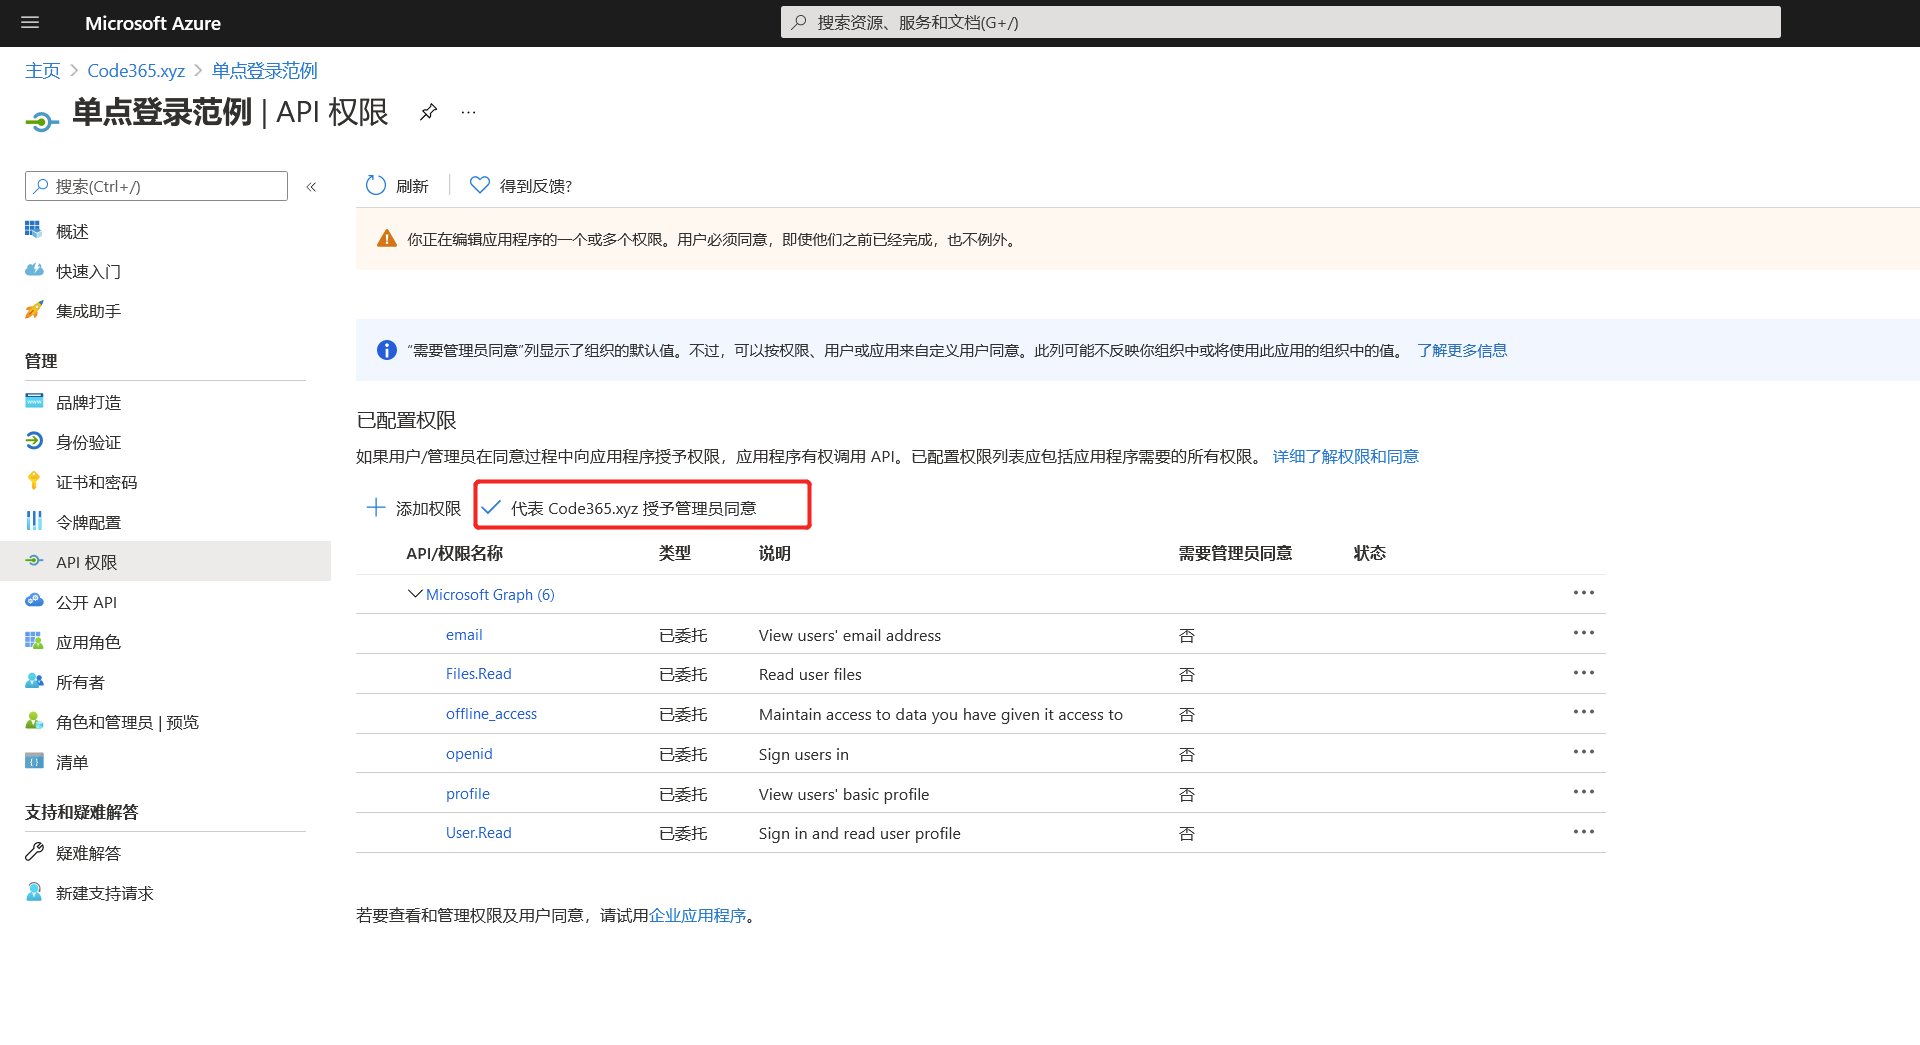 Microsoft Azure
搜索资源、服务和文档(G+/)
主页 > Code365.xyz > 单点登录范例
单点登录范例 | API 权限
搜索(Ctrl+/)
«
概述
快速入门
集成助手
管理
品牌打造
身份验证
证书和密码
令牌配置
API 权限
公开 API
应用角色
所有者
角色和管理员 | 预览
清单
支持和疑难解答
疑难解答
新建支持请求
刷新 得到反馈?
你正在编辑应用程序的一个或多个权限。用户必须同意，即使他们之前已经完成，也不例外。
“需要管理员同意”列显示了组织的默认值。不过，可以按权限、用户或应用来自定义用户同意。此列可能不反映你组织中或将使用此应用的组织中的值。 了解更多信息
已配置权限
如果用户/管理员在同意过程中向应用程序授予权限，应用程序有权调用 API。已配置权限列表应包括应用程序需要的所有权限。 详细了解权限和同意
添加权限 代表 Code365.xyz 授予管理员同意
API/权限名称 类型 说明 需要管理员同意 状态
Microsoft Graph (6)
email 已委托 View users' email address 否
Files.Read 已委托 Read user files 否
offline_access 已委托 Maintain access to data you have given it access to 否
openid 已委托 Sign users in 否
profile 已委托 View users' basic profile 否
User.Read 已委托 Sign in and read user profile 否
若要查看和管理权限及用户同意，请试用企业应用程序。